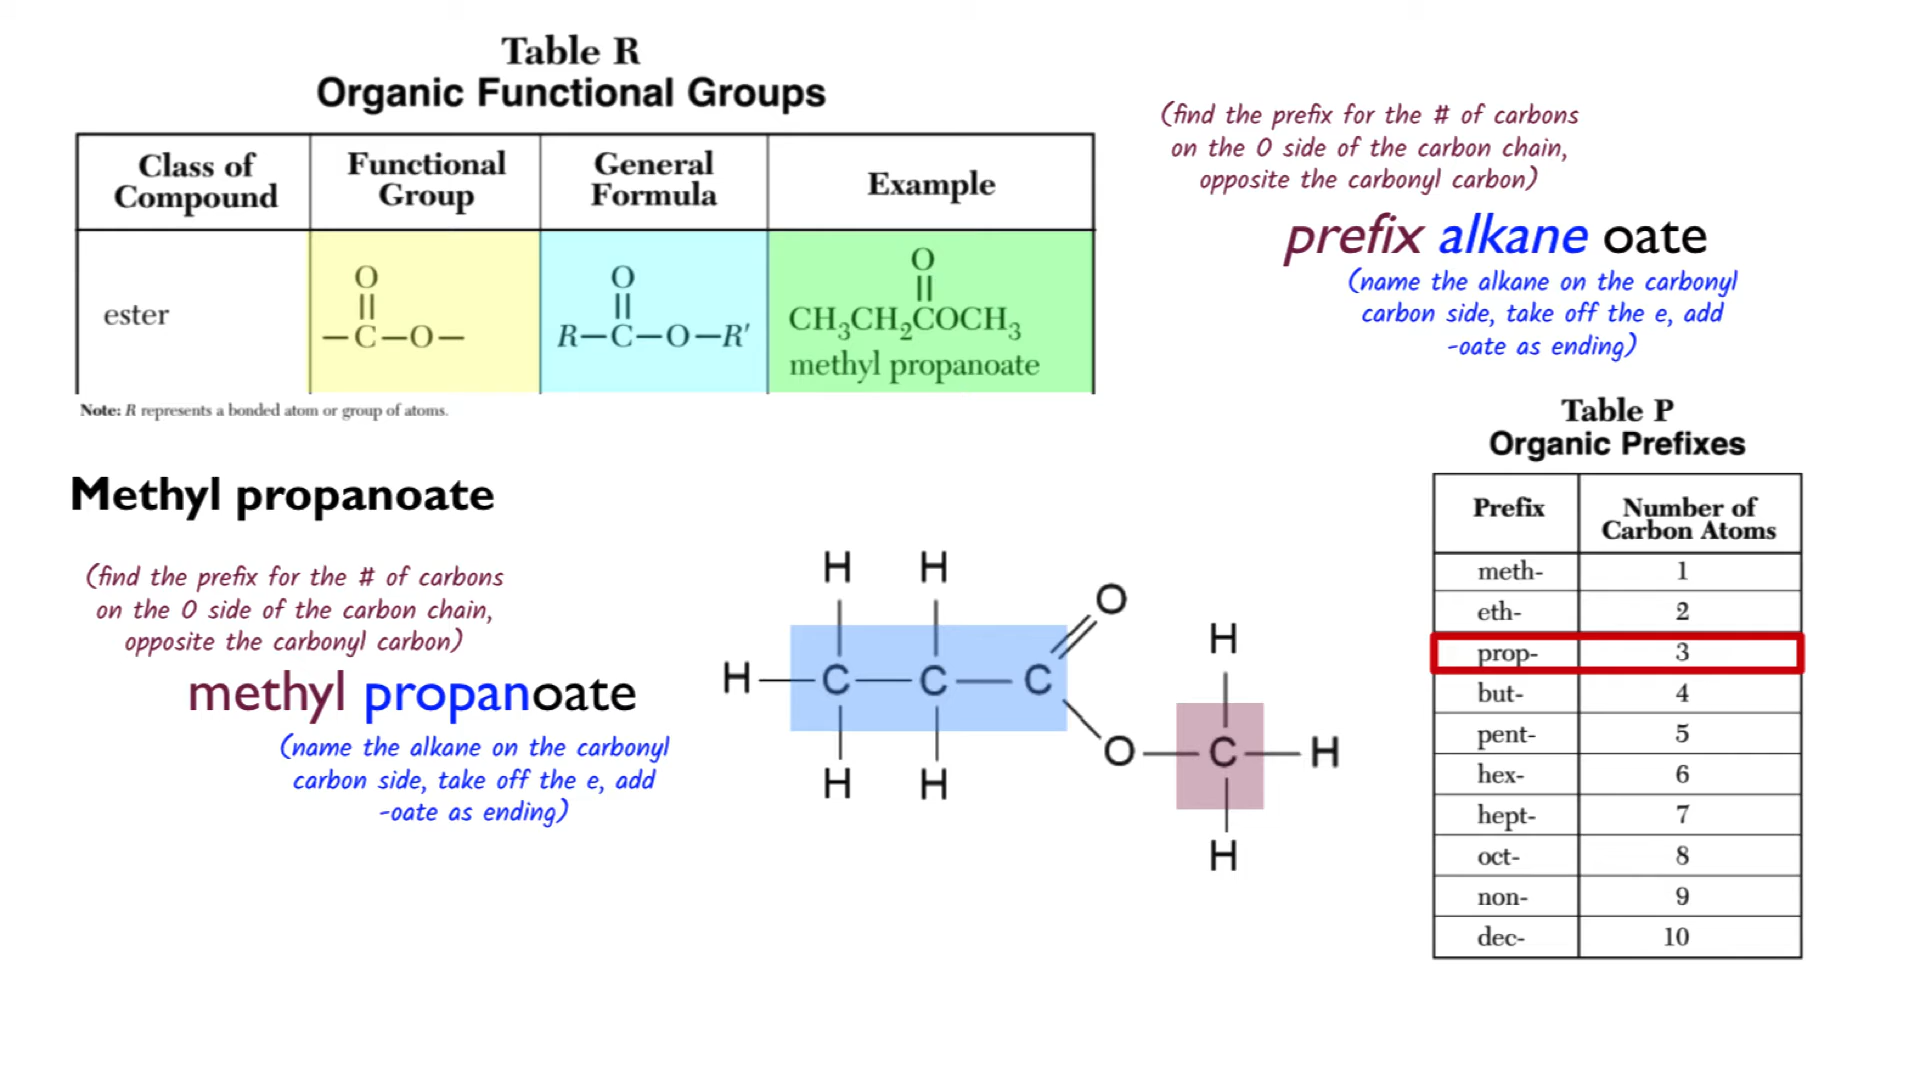 Table R
Organic Functional Groups
Class of Compound
Functional Group
General Formula
Example
ester
O
||
—C—O—
O
||
R—C—O—R′
O
||
CH₃CH₂COCH₃
methyl propanoate
Note: R represents a bonded atom or group of atoms.
(find the prefix for the # of carbons
on the O side of the carbon chain,
opposite the carbonyl carbon)
prefix alkane oate
(name the alkane on the carbonyl
carbon side, take off the e, add
-oate as ending)
Methyl propanoate
(find the prefix for the # of carbons
on the O side of the carbon chain,
opposite the carbonyl carbon)
methyl propanoate
(name the alkane on the carbonyl
carbon side, take off the e, add
-oate as ending)
H H O
H
H—C—C—C
O—C—H
H H
H
Table P
Organic Prefixes
Prefix
Number of Carbon Atoms
meth- 1
eth- 2
prop- 3
but- 4
pent- 5
hex- 6
hept- 7
oct- 8
non- 9
dec- 10